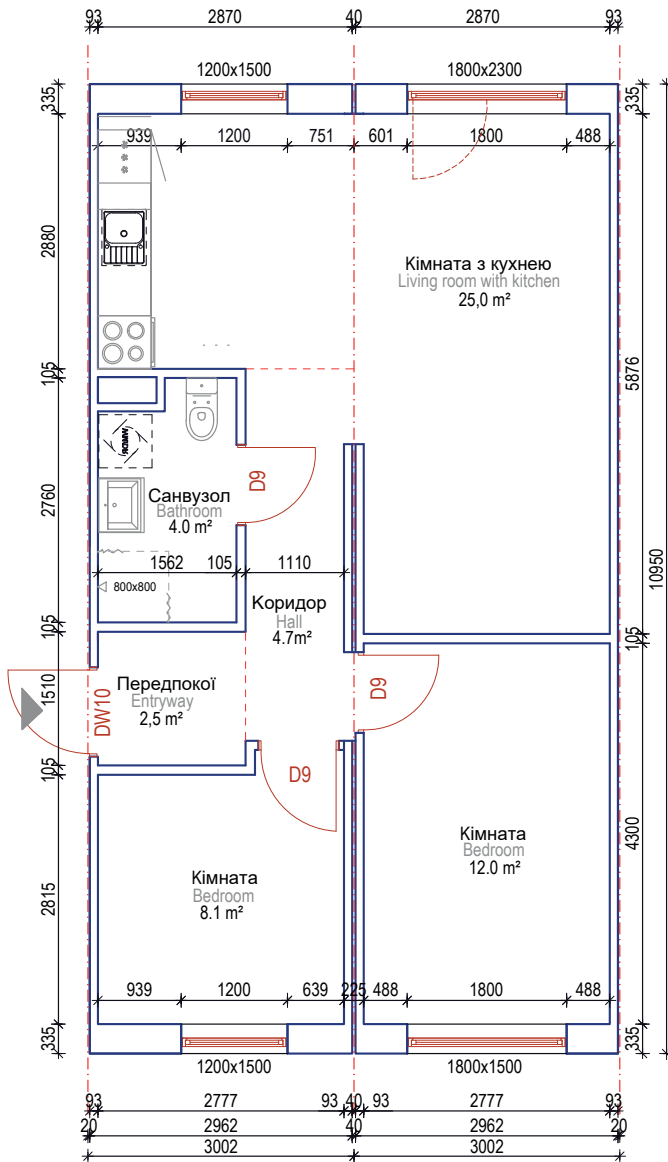 93 2870 40 2870 93
1200x1500 1800x2300
335 335
939 1200 751 601 1800 488
2880
Кімната з кухнею
Living room with kitchen
25,0 m²
105
5876
10950
D9
2760
Санвузол
Bathroom
4.0 m²
1562 105 1110
800x800
Коридор
Hall
4.7m²
105 105
1510
Передпокої
Entryway
2,5 m²
DW10
D9
105
D9
Кімната
Bedroom
12.0 m²
4300
2815
Кімната
Bedroom
8.1 m²
939 1200 639 225 488 1800 488
335 335
1200x1500 1800x1500
93 2777 93 40 93 2777 93
20 2962 40 2962 20
3002 3002